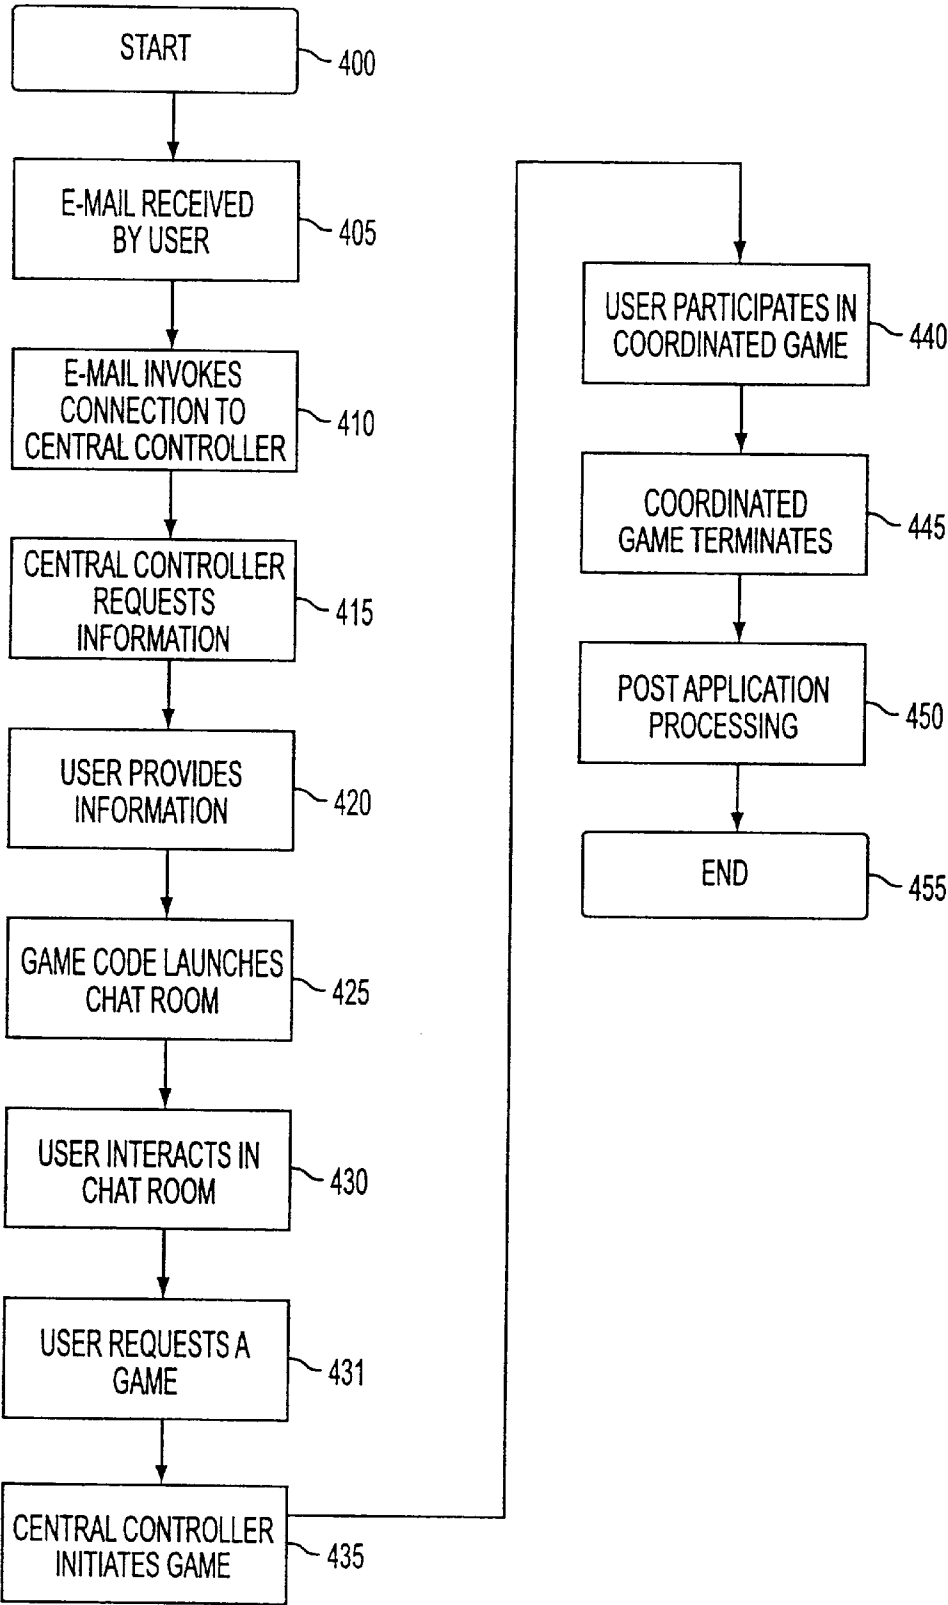 START
400
E-MAIL RECEIVED
BY USER
405
E-MAIL INVOKES
CONNECTION TO
CENTRAL CONTROLLER
410
CENTRAL CONTROLLER
REQUESTS
INFORMATION
415
USER PROVIDES
INFORMATION
420
GAME CODE LAUNCHES
CHAT ROOM
425
USER INTERACTS IN
CHAT ROOM
430
USER REQUESTS A
GAME
431
CENTRAL CONTROLLER
INITIATES GAME
435
USER PARTICIPATES IN
COORDINATED GAME
440
COORDINATED
GAME TERMINATES
445
POST APPLICATION
PROCESSING
450
END
455